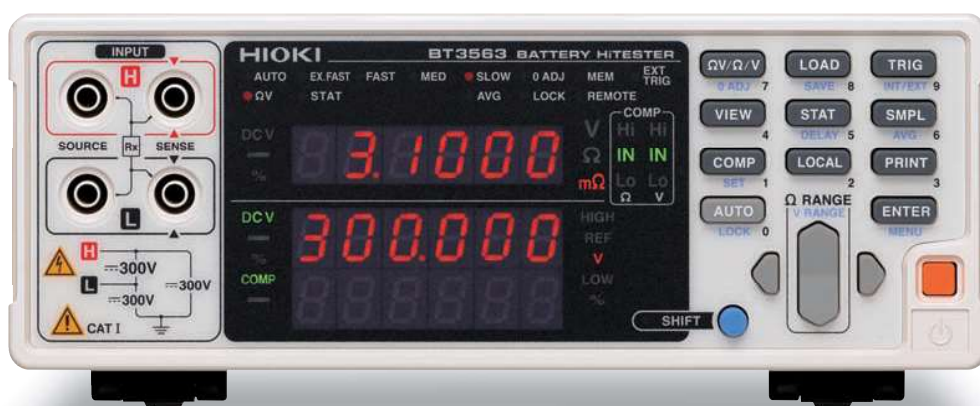 INPUT
H
SOURCE Rx SENSE
L
H
300V
L
300V
300V
CAT I
HIOKI BT3563 BATTERY HiTESTER
AUTO EX.FAST FAST MED SLOW 0 ADJ MEM EXT TRIG
ΩV STAT AVG LOCK REMOTE
COMP
DC V
%
3.1000
V
Ω
mΩ
Hi Hi
IN IN
Lo Lo
Ω V
DC V
%
COMP
300.000
HIGH
REF
V
LOW
%
ΩV/Ω/V LOAD TRIG
0 ADJ 7 SAVE 8 INT/EXT 9
VIEW STAT SMPL
4 DELAY 5 AVG 6
COMP LOCAL PRINT
SET 1 2 3
AUTO Ω RANGE ENTER
LOCK 0 V RANGE MENU
SHIFT